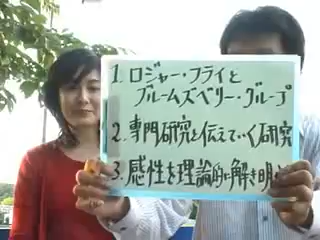 1. ロジャー・フライと
ブルームズベリー・グループ
2. 専門研究を伝えていく研究
3. 感性を理論的に解き明